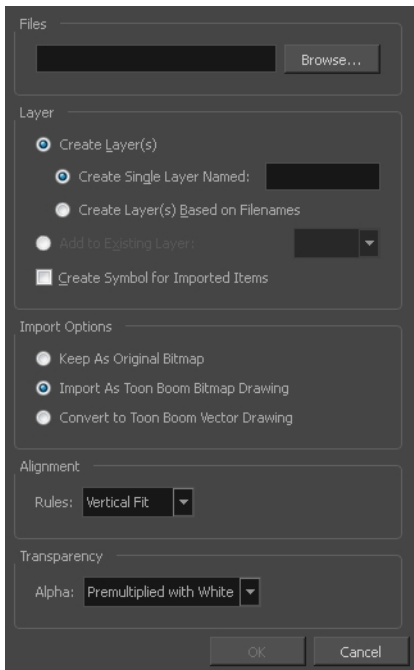 Files
Browse...
Layer
Create Layer(s)
Create Single Layer Named:
Create Layer(s) Based on Filenames
Add to Existing Layer:
Create Symbol for Imported Items
Import Options
Keep As Original Bitmap
Import As Toon Boom Bitmap Drawing
Convert to Toon Boom Vector Drawing
Alignment
Rules: Vertical Fit
Transparency
Alpha: Premultiplied with White
OK Cancel